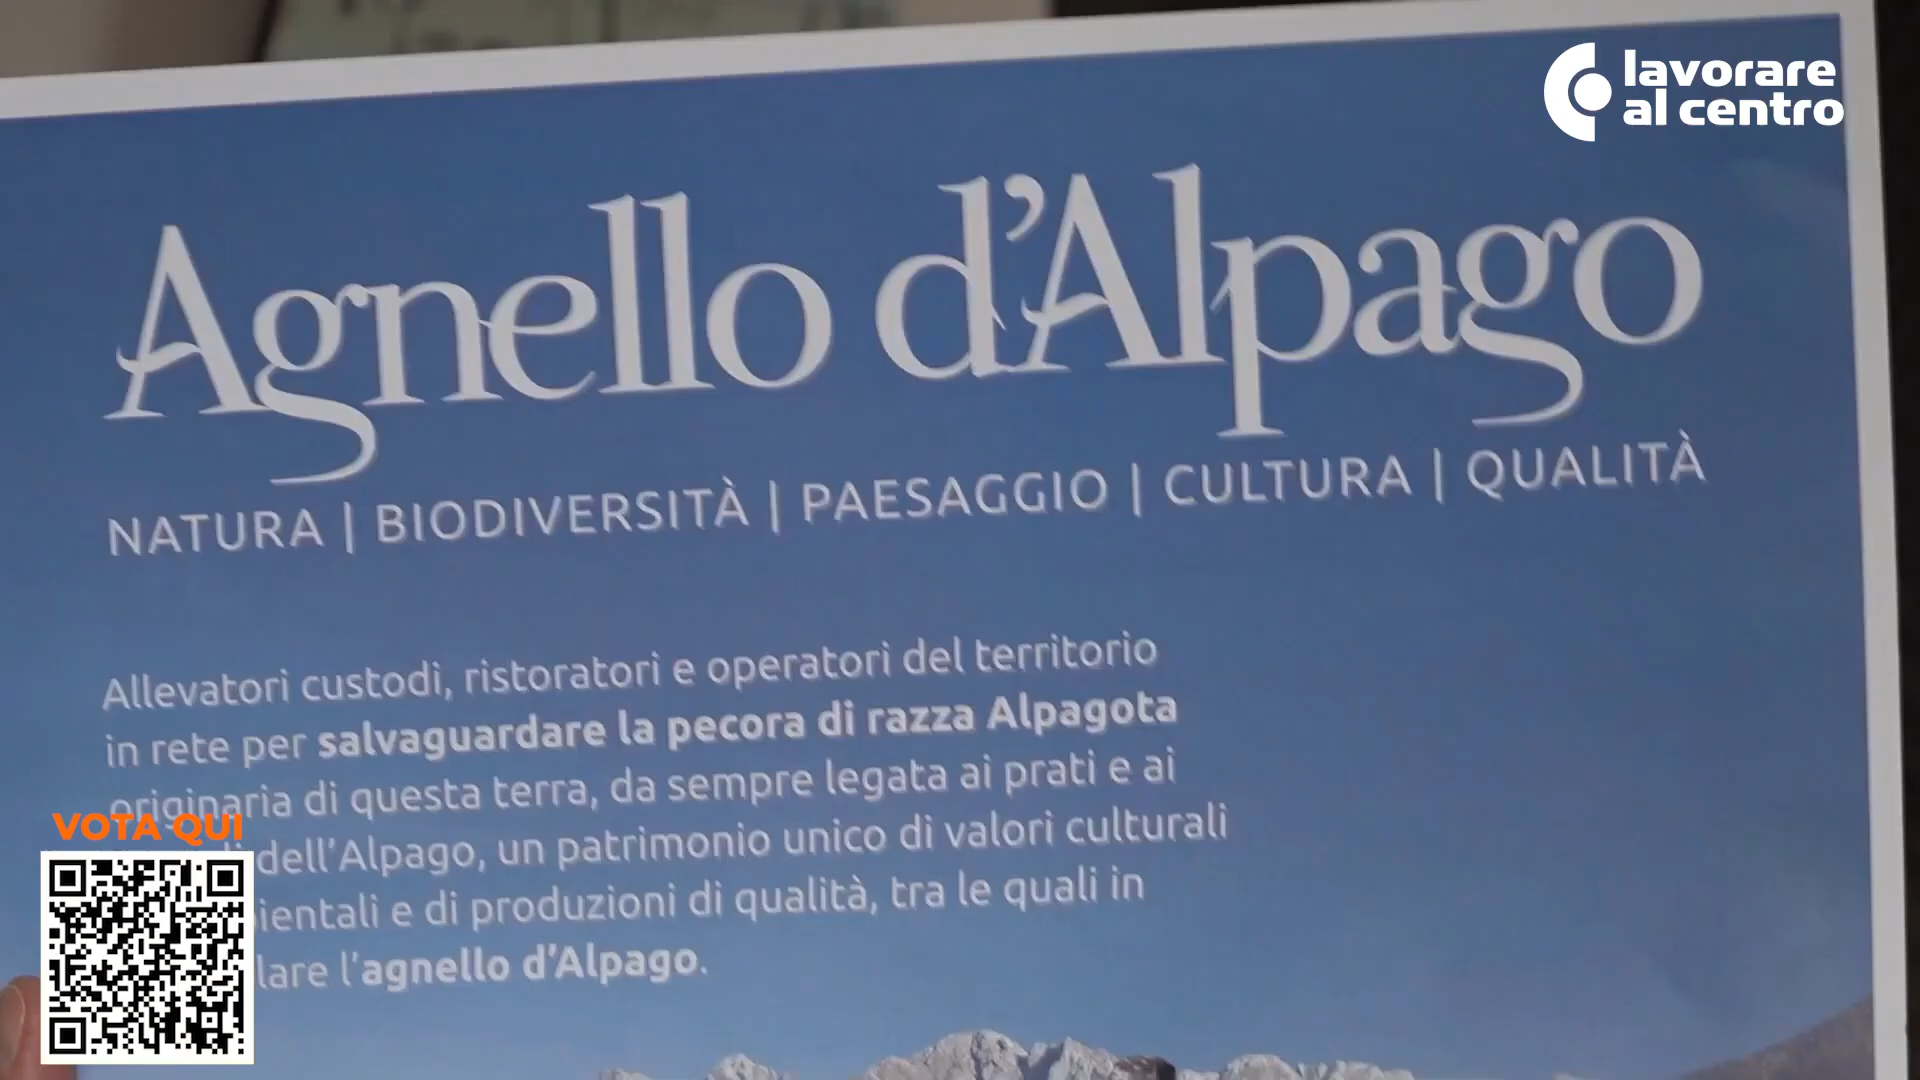 lavorare
al centro
Agnello d'Alpago
NATURA | BIODIVERSITÀ | PAESAGGIO | CULTURA | QUALITÀ
Allevatori custodi, ristoratori e operatori del territorio
in rete per salvaguardare la pecora di razza Alpagota
originaria di questa terra, da sempre legata ai prati e ai
dell'Alpago, un patrimonio unico di valori culturali
e di produzioni di qualità, tra le quali in
l'agnello d'Alpago.
VOTA QUI